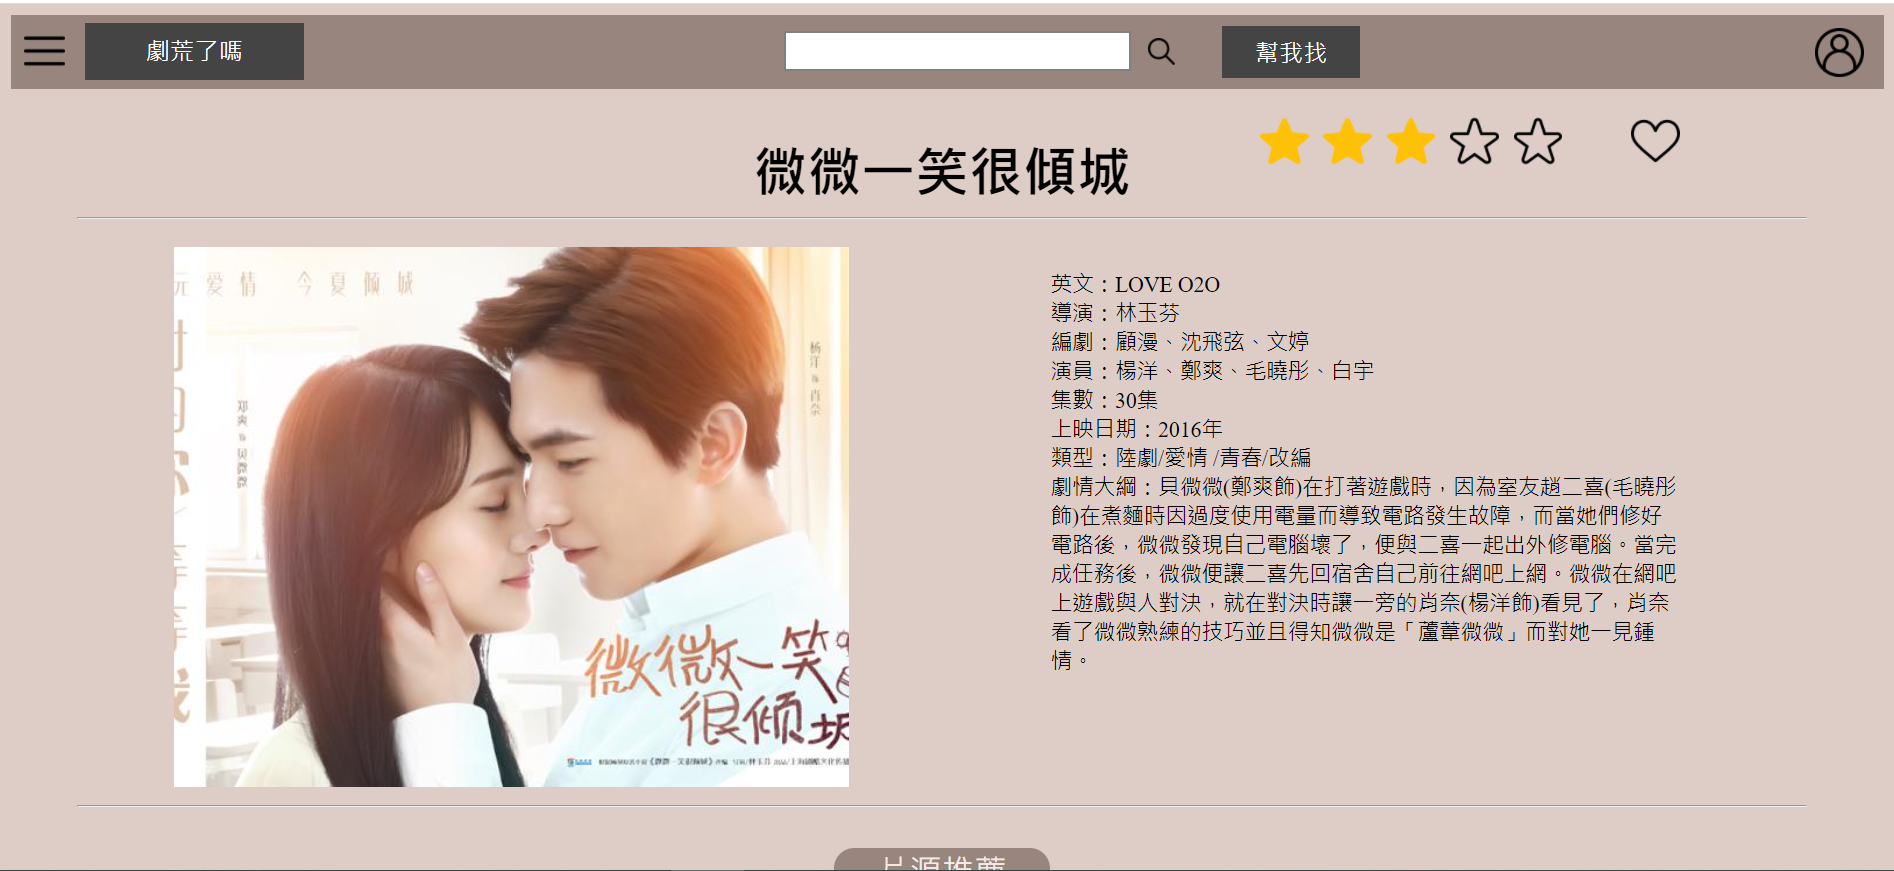 劇荒了嗎
幫我找
微微一笑很傾城
爱情 今夏倾城
杨洋 饰 肖奈
郑爽 饰 贝微微
微微一笑
很倾城
英文：LOVE O2O
導演：林玉芬
編劇：顧漫、沈飛弦、文婷
演員：楊洋、鄭爽、毛曉彤、白宇
集數：30集
上映日期：2016年
類型：陸劇/愛情 /青春/改編
劇情大綱：貝微微(鄭爽飾)在打著遊戲時，因為室友趙二喜(毛曉彤
飾)在煮麵時因過度使用電量而導致電路發生故障，而當她們修好
電路後，微微發現自己電腦壞了，便與二喜一起出外修電腦。當完
成任務後，微微便讓二喜先回宿舍自己前往網吧上網。微微在網吧
上遊戲與人對決，就在對決時讓一旁的肖奈(楊洋飾)看見了，肖奈
看了微微熟練的技巧並且得知微微是「蘆葦微微」而對她一見鍾
情。
片源推薦